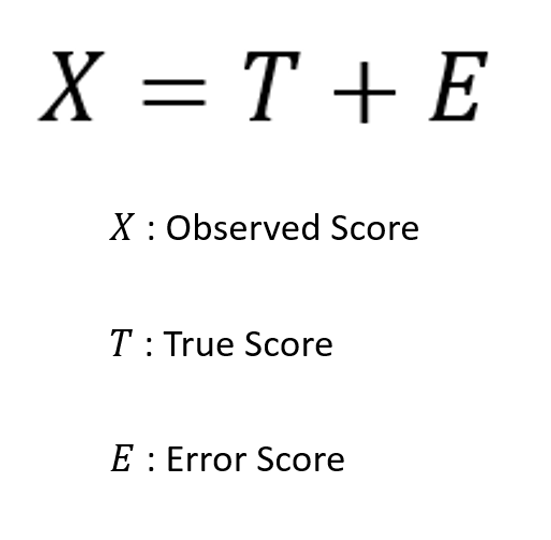 X = T + E
X : Observed Score
T : True Score
E : Error Score